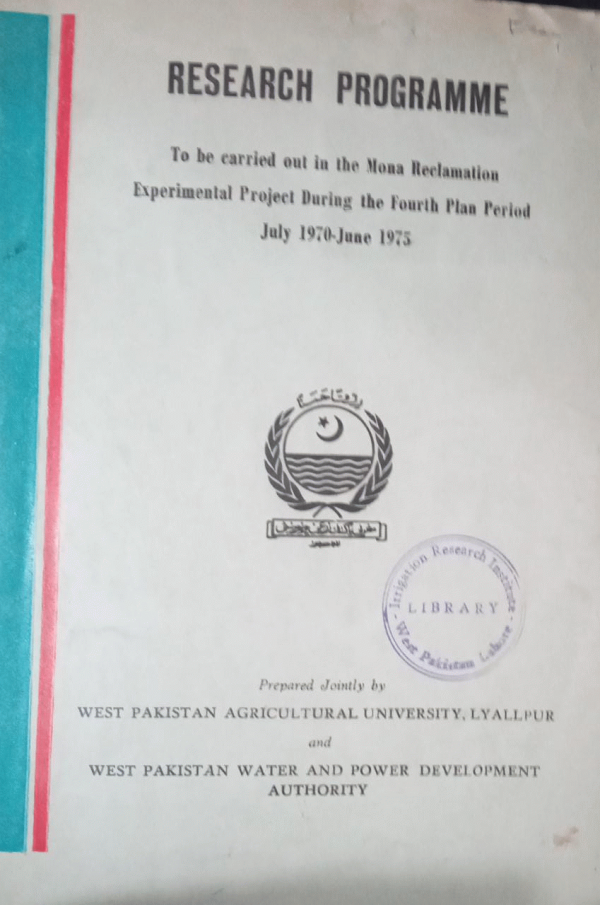 RESEARCH PROGRAMME
To be carried out in the Mona Reclamation
Experimental Project During the Fourth Plan Period
July 1970-June 1975
Irrigation Research Institute
LIBRARY
West Pakistan Lahore
Prepared Jointly by
WEST PAKISTAN AGRICULTURAL UNIVERSITY, LYALLPUR
and
WEST PAKISTAN WATER AND POWER DEVELOPMENT
AUTHORITY